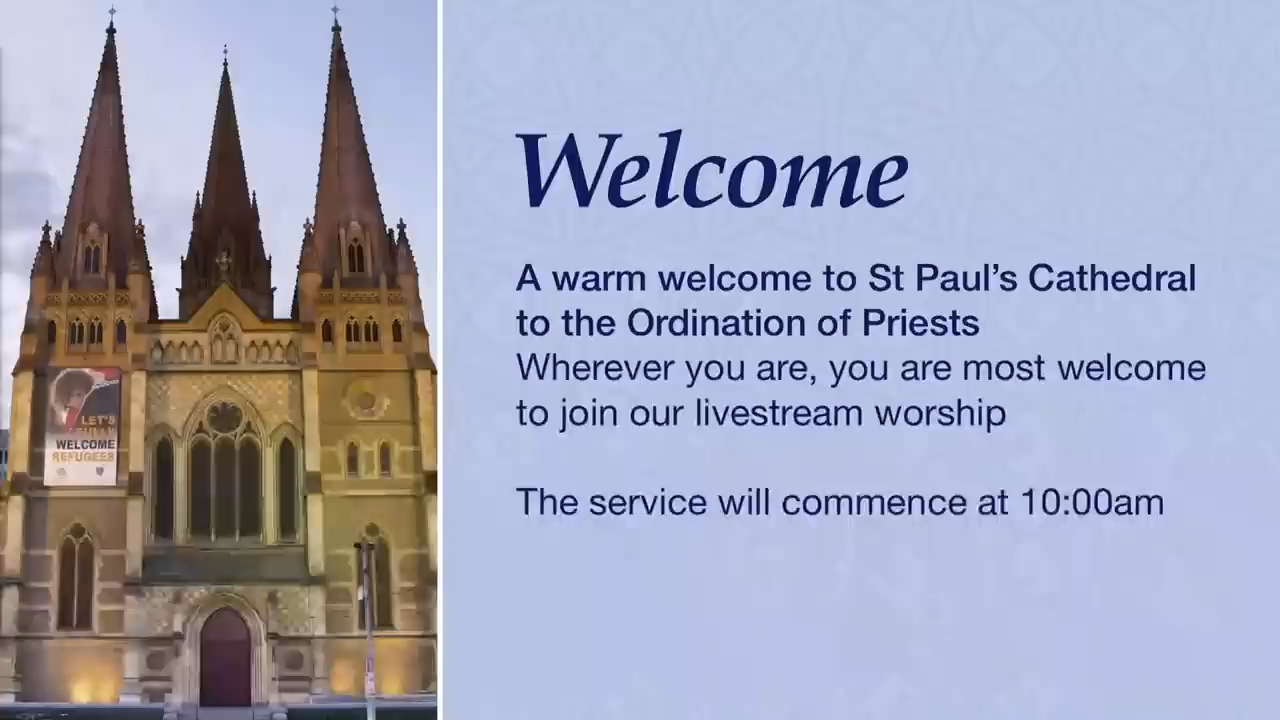 LET'S
FULLY
WELCOME
REFUGEES
Welcome
A warm welcome to St Paul's Cathedral
to the Ordination of Priests
Wherever you are, you are most welcome
to join our livestream worship
The service will commence at 10:00am